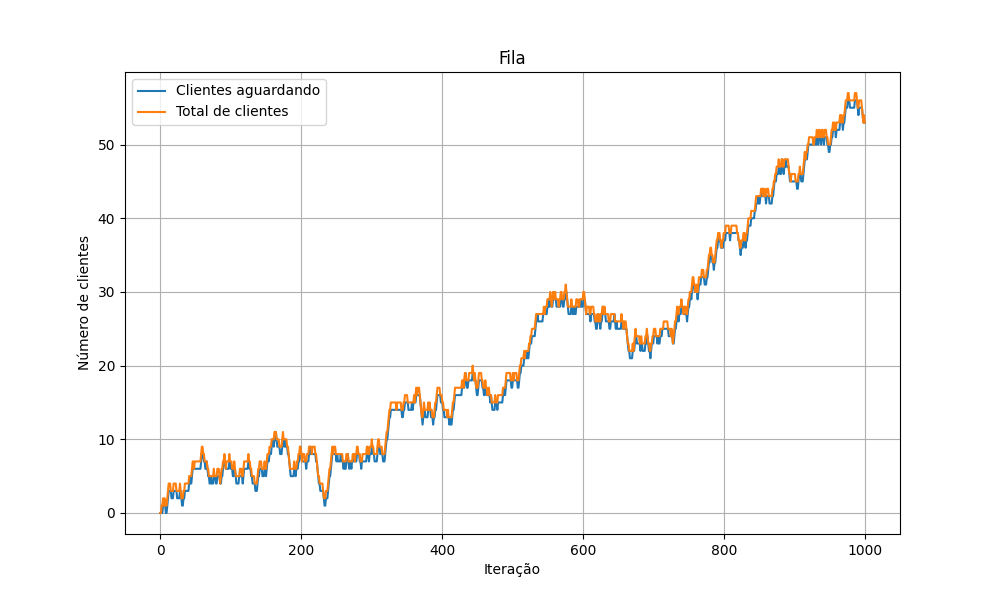 Fila
Clientes aguardando
Total de clientes
Número de clientes
50
40
30
20
10
0
0 200 400 600 800 1000
Iteração